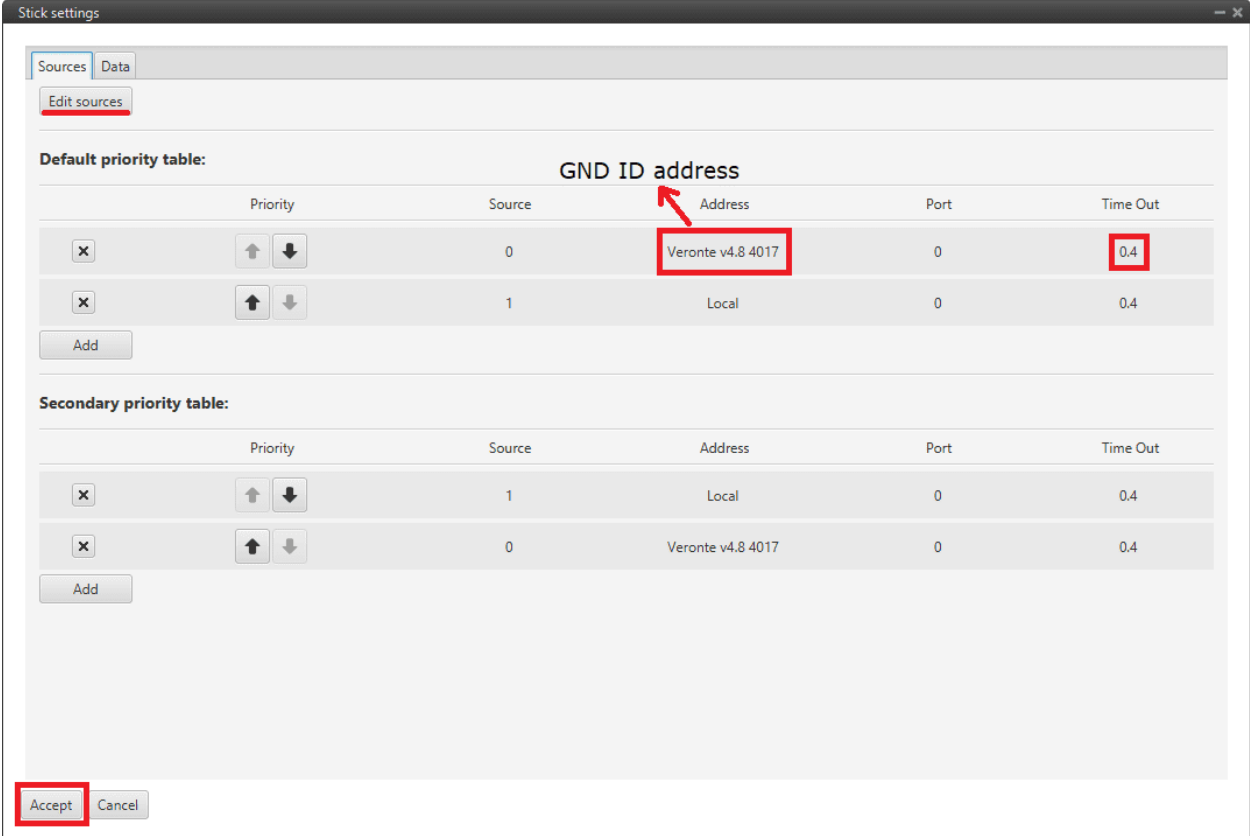 Stick settings
Sources Data
Edit sources
Default priority table:
GND ID address
Priority Source Address Port Time Out
0 Veronte v4.8 4017 0 0.4
1 Local 0 0.4
Add
Secondary priority table:
Priority Source Address Port Time Out
1 Local 0 0.4
0 Veronte v4.8 4017 0 0.4
Add
Accept Cancel